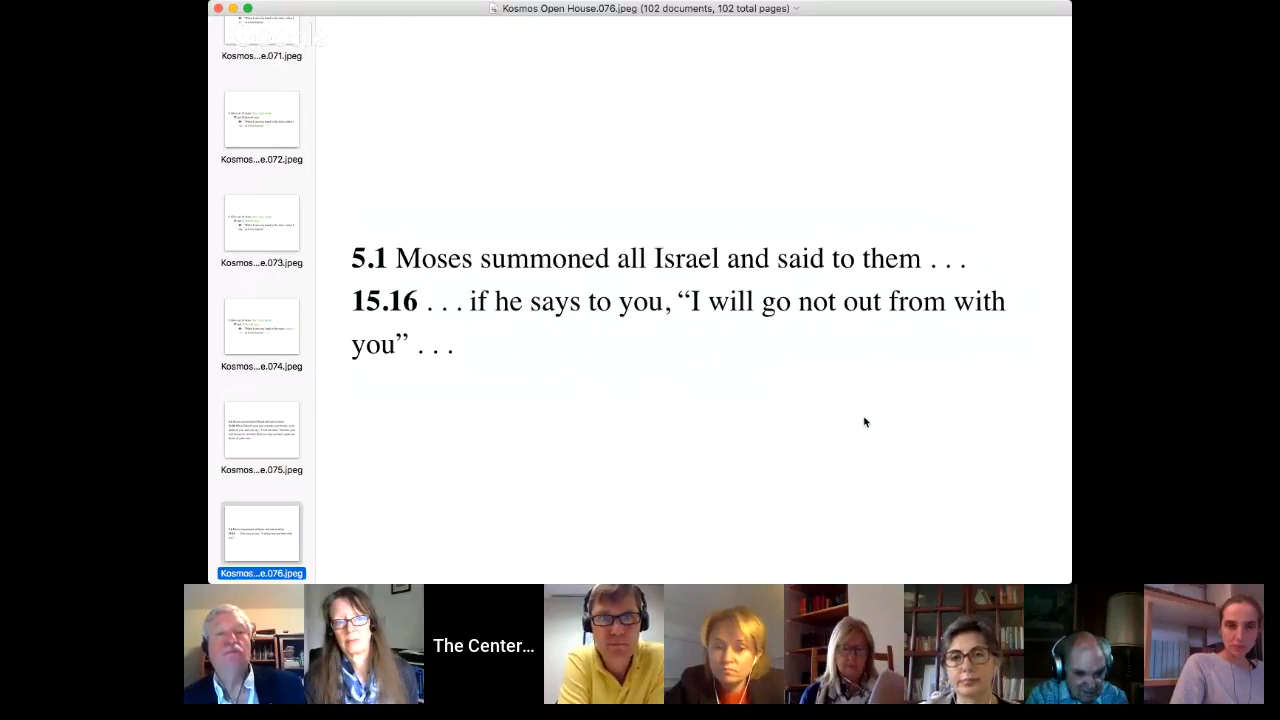 Kosmos Open House.076.jpeg (102 documents, 102 total pages)
Kosmos...e.071.jpeg
Kosmos...e.072.jpeg
Kosmos...e.073.jpeg
Kosmos...e.074.jpeg
Kosmos...e.075.jpeg
Kosmos...e.076.jpeg
5.1 Moses summoned all Israel and said to them . . .
15.16 . . . if he says to you, “I will go not out from with
you” . . .
The Center...